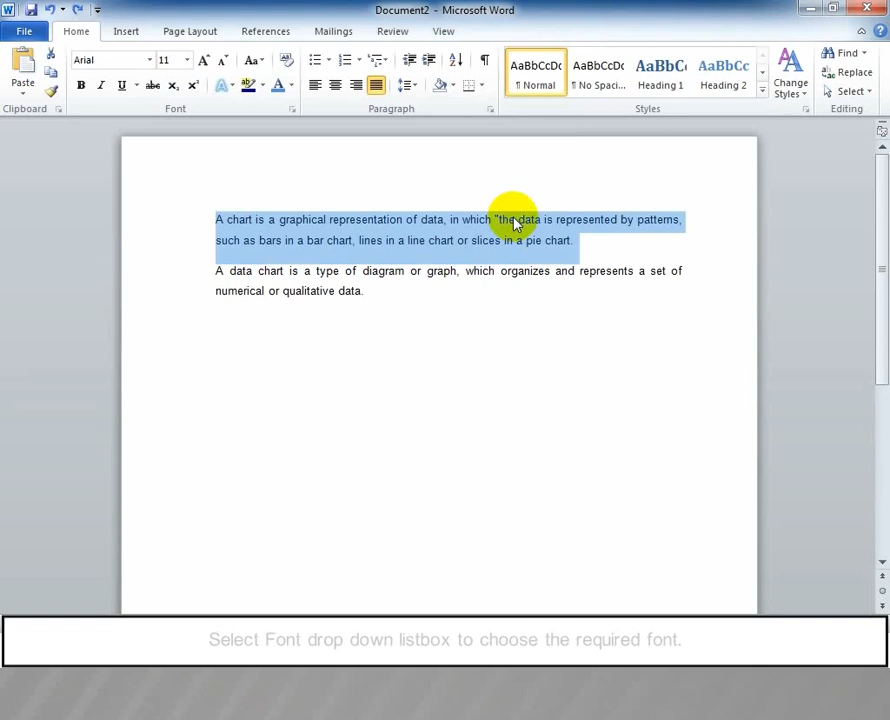 Document2 - Microsoft Word
File Home Insert Page Layout References Mailings Review View
Arial 11
Paste
B I U abc X₂ X²
AaBbCcDc AaBbCcDc AaBbC AaBbCc
¶ Normal ¶ No Spaci... Heading 1 Heading 2
Change Styles
Find
Replace
Select
Clipboard Font Paragraph Styles Editing
A chart is a graphical representation of data, in which "the data is represented by patterns,
such as bars in a bar chart, lines in a line chart or slices in a pie chart.
A data chart is a type of diagram or graph, which organizes and represents a set of
numerical or qualitative data.
Select Font drop down listbox to choose the required font.